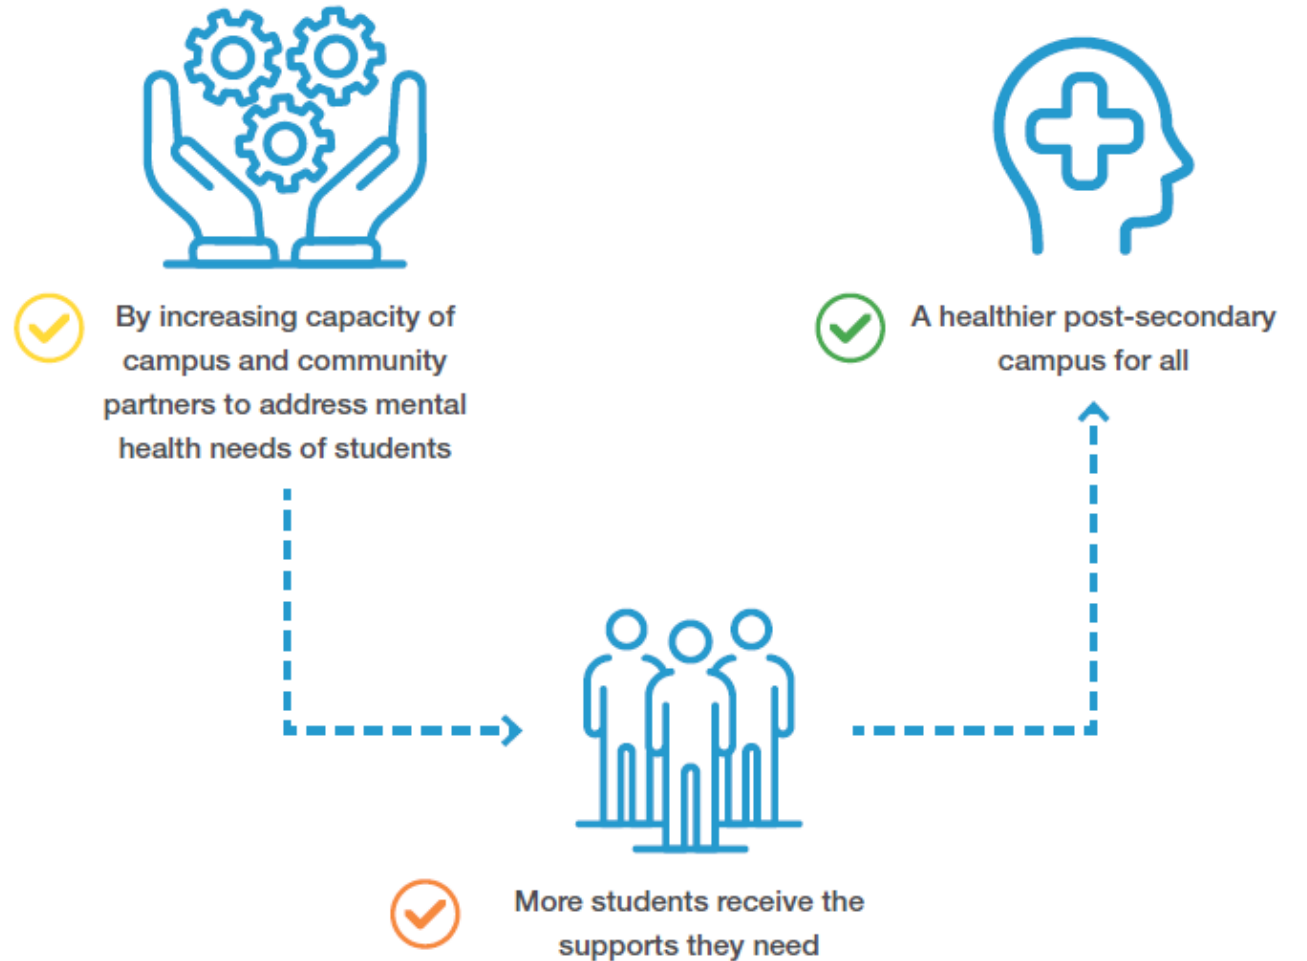 By increasing capacity of
campus and community
partners to address mental
health needs of students
More students receive the
supports they need
A healthier post-secondary
campus for all